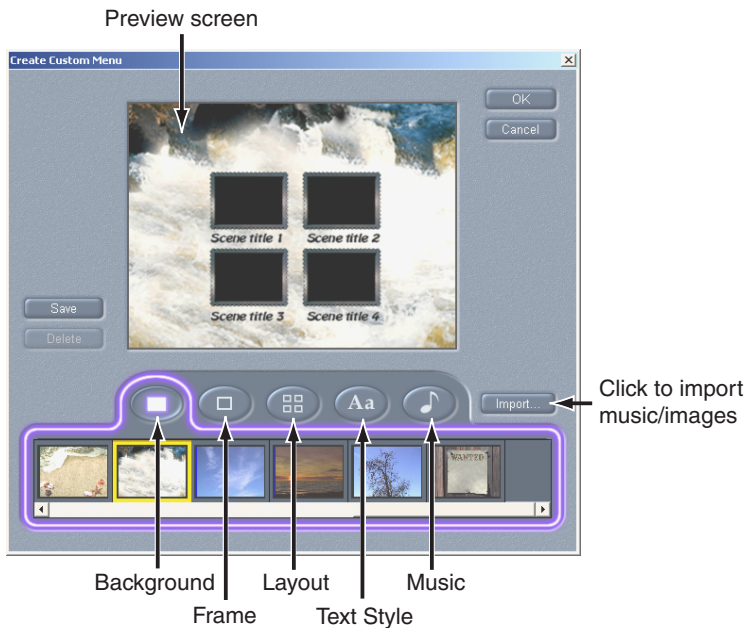 Preview screen
Create Custom Menu
OK
Cancel
Scene title 1 Scene title 2
Scene title 3 Scene title 4
Save
Delete
Aa
Import...
Click to import
music/images
WANTED
Background
Layout
Music
Frame
Text Style